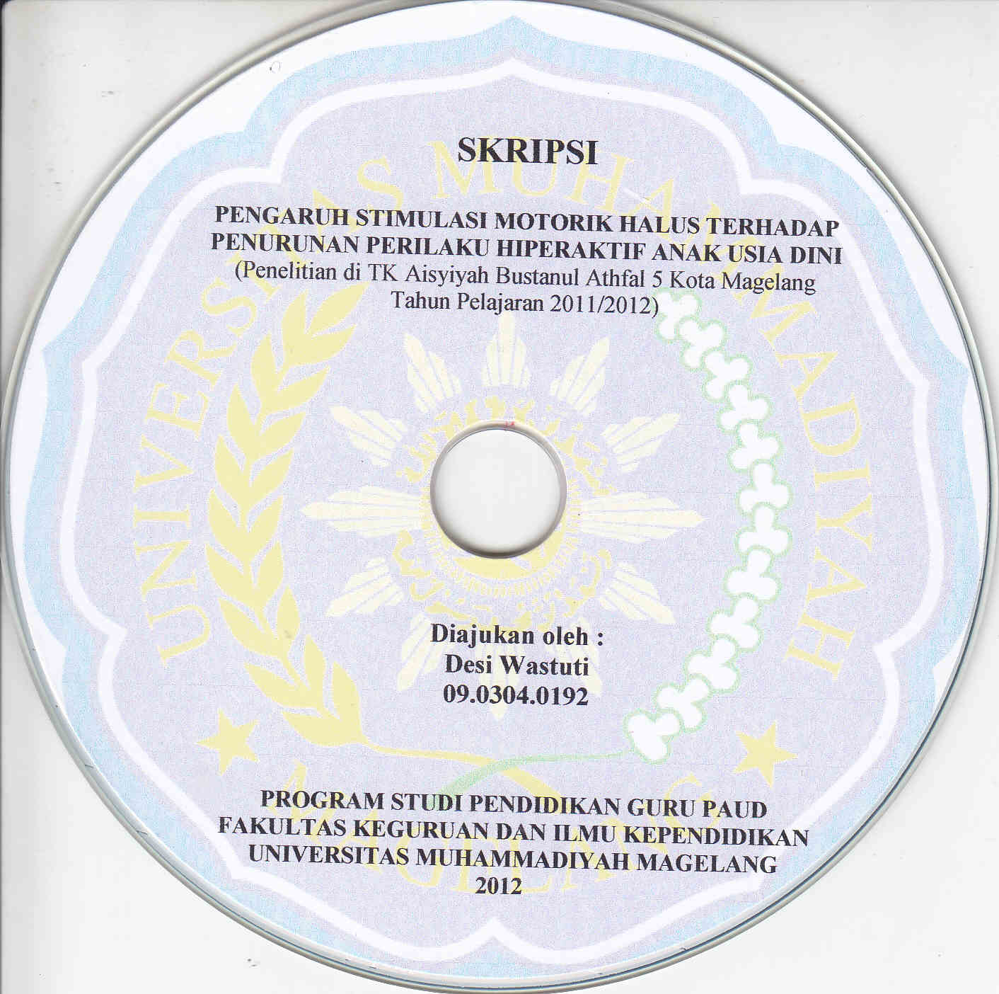 SKRIPSI
PENGARUH STIMULASI MOTORIK HALUS TERHADAP
PENURUNAN PERILAKU HIPERAKTIF ANAK USIA DINI
(Penelitian di TK Aisyiyah Bustanul Athfal 5 Kota Magelang
Tahun Pelajaran 2011/2012)
UNIVERSITAS MUHAMMADIYAH
Diajukan oleh :
Desi Wastuti
09.0304.0192
MAGELANG
PROGRAM STUDI PENDIDIKAN GURU PAUD
FAKULTAS KEGURUAN DAN ILMU KEPENDIDIKAN
UNIVERSITAS MUHAMMADIYAH MAGELANG
2012